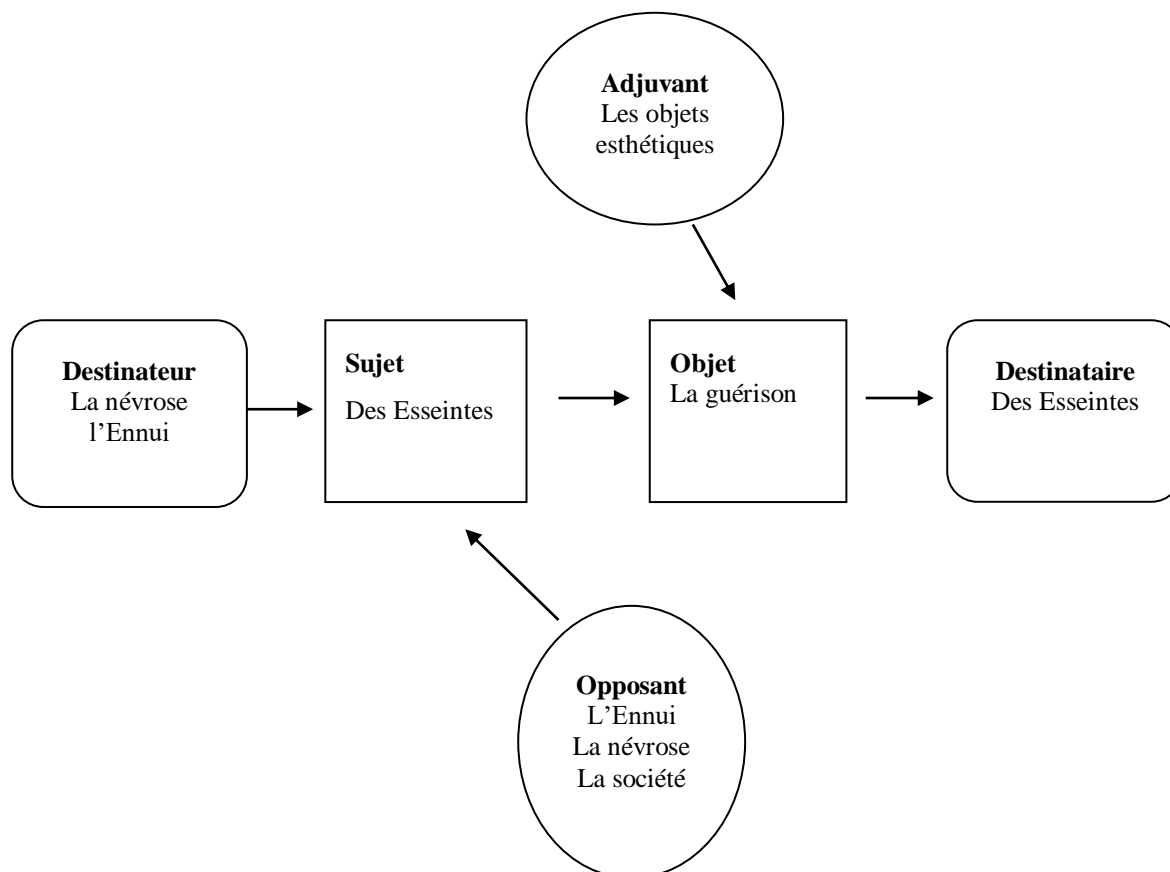 Adjuvant
Les objets
esthétiques
Destinateur
La névrose
l’Ennui
Sujet
Des Esseintes
Objet
La guérison
Destinataire
Des Esseintes
Opposant
L’Ennui
La névrose
La société